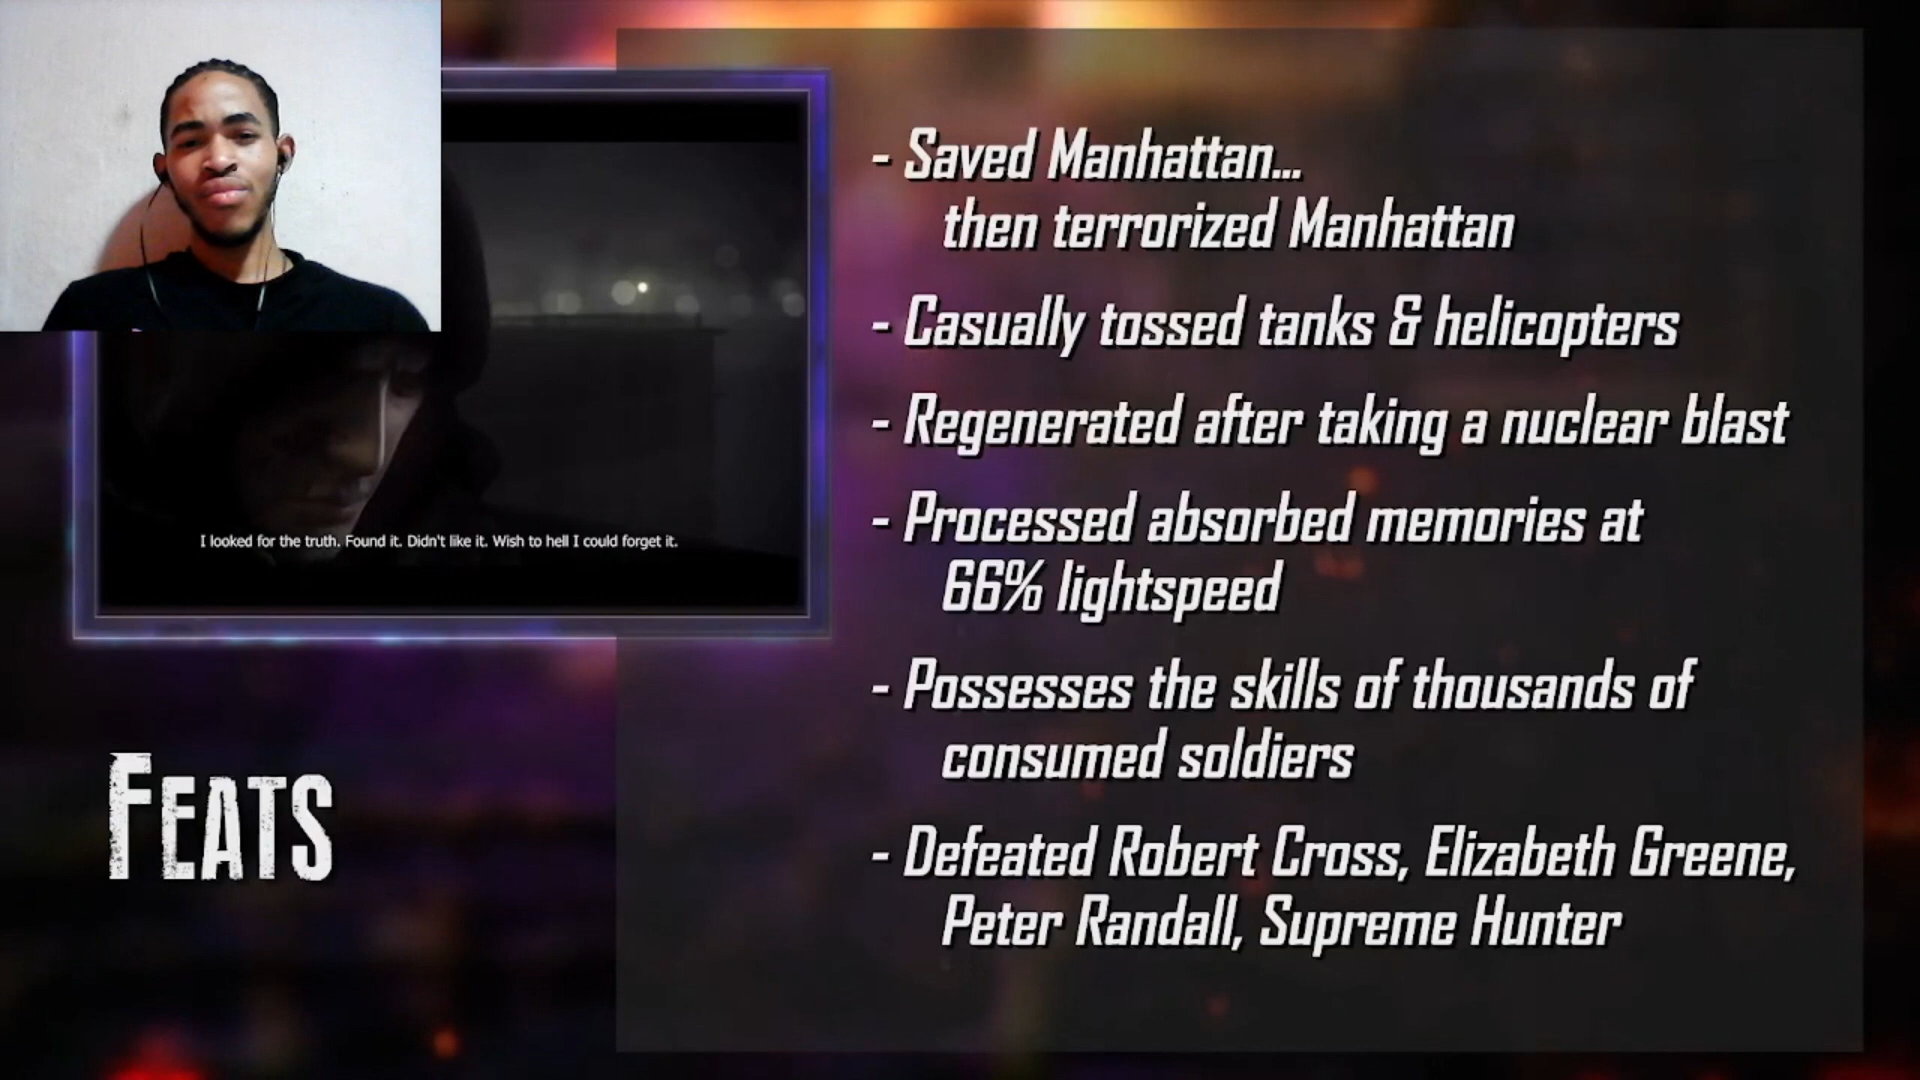 - Saved Manhattan...
then terrorized Manhattan
- Casually tossed tanks & helicopters
- Regenerated after taking a nuclear blast
- Processed absorbed memories at
66% lightspeed
- Possesses the skills of thousands of
consumed soldiers
- Defeated Robert Cross, Elizabeth Greene,
Peter Randall, Supreme Hunter
I looked for the truth. Found it. Didn't like it. Wish to hell I could forget it.
FEATS